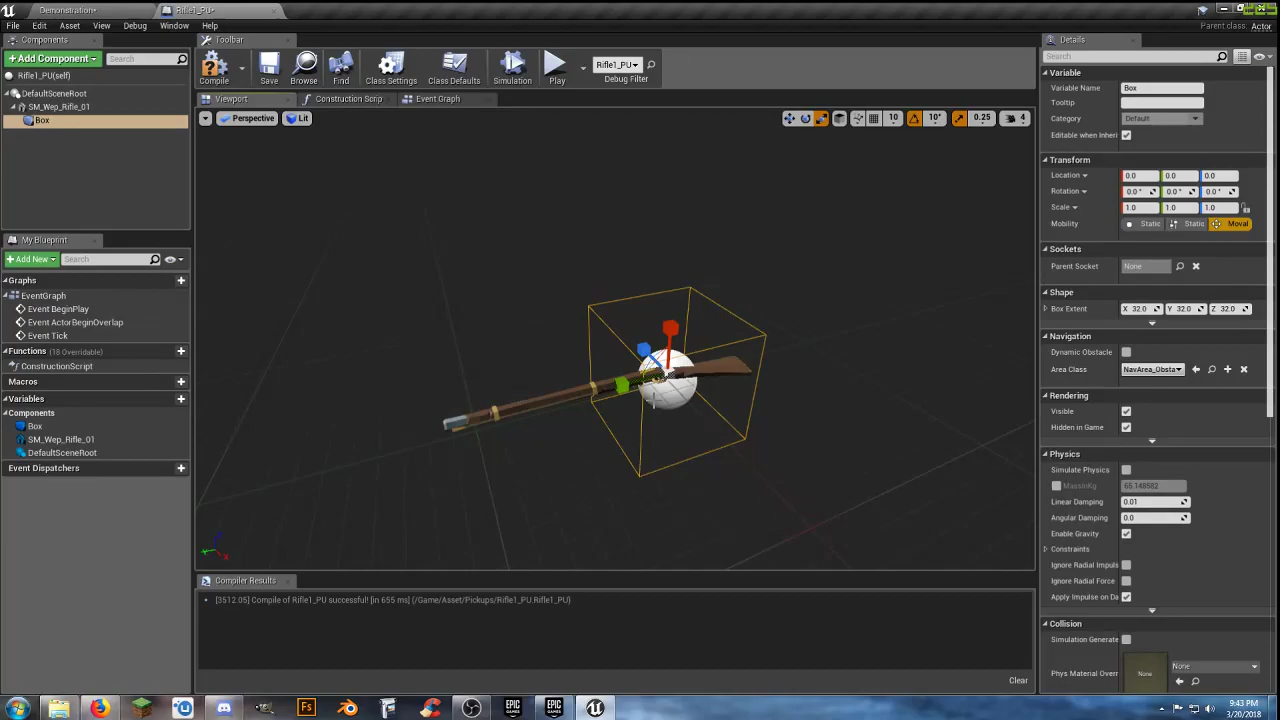 Demonstration*
Rifle1_PU*
File Edit Asset View Debug Window Help
Parent class: Actor
Components
+ Add Component
Search
Rifle1_PU(self)
DefaultSceneRoot
SM_Wep_Rifle_01
Box
My Blueprint
+ Add New
Search
Graphs
EventGraph
Event BeginPlay
Event ActorBeginOverlap
Event Tick
Functions (18 Overridable)
ConstructionScript
Macros
Variables
Components
Box
SM_Wep_Rifle_01
DefaultSceneRoot
Event Dispatchers
Toolbar
Compile
Save
Browse
Find
Class Settings
Class Defaults
Simulation
Play
Rifle1_PU
Debug Filter
Viewport
Construction Scrip
Event Graph
Perspective
Lit
10 10° 0.25 4
Compiler Results
[3512.05] Compile of Rifle1_PU successful! [in 655 ms] (/Game/Asset/Pickups/Rifle1_PU.Rifle1_PU)
Clear
Details
Search
Variable
Variable Name Box
Tooltip
Category Default
Editable when Inheri
Transform
Location 0.0 0.0 0.0
Rotation 0.0° 0.0° 0.0°
Scale 1.0 1.0 1.0
Mobility Static Static Moval
Sockets
Parent Socket None
Shape
Box Extent X 32.0 Y 32.0 Z 32.0
Navigation
Dynamic Obstacle
Area Class NavArea_Obsta
Rendering
Visible
Hidden in Game
Physics
Simulate Physics
MassInKg 65.148582
Linear Damping 0.01
Angular Damping 0.0
Enable Gravity
Constraints
Ignore Radial Impuls
Ignore Radial Force
Apply Impulse on Da
Collision
Simulation Generate
Phys Material Overr
None
None
Fs
EPIC GAMES
EPIC GAMES
9:43 PM
3/20/2018